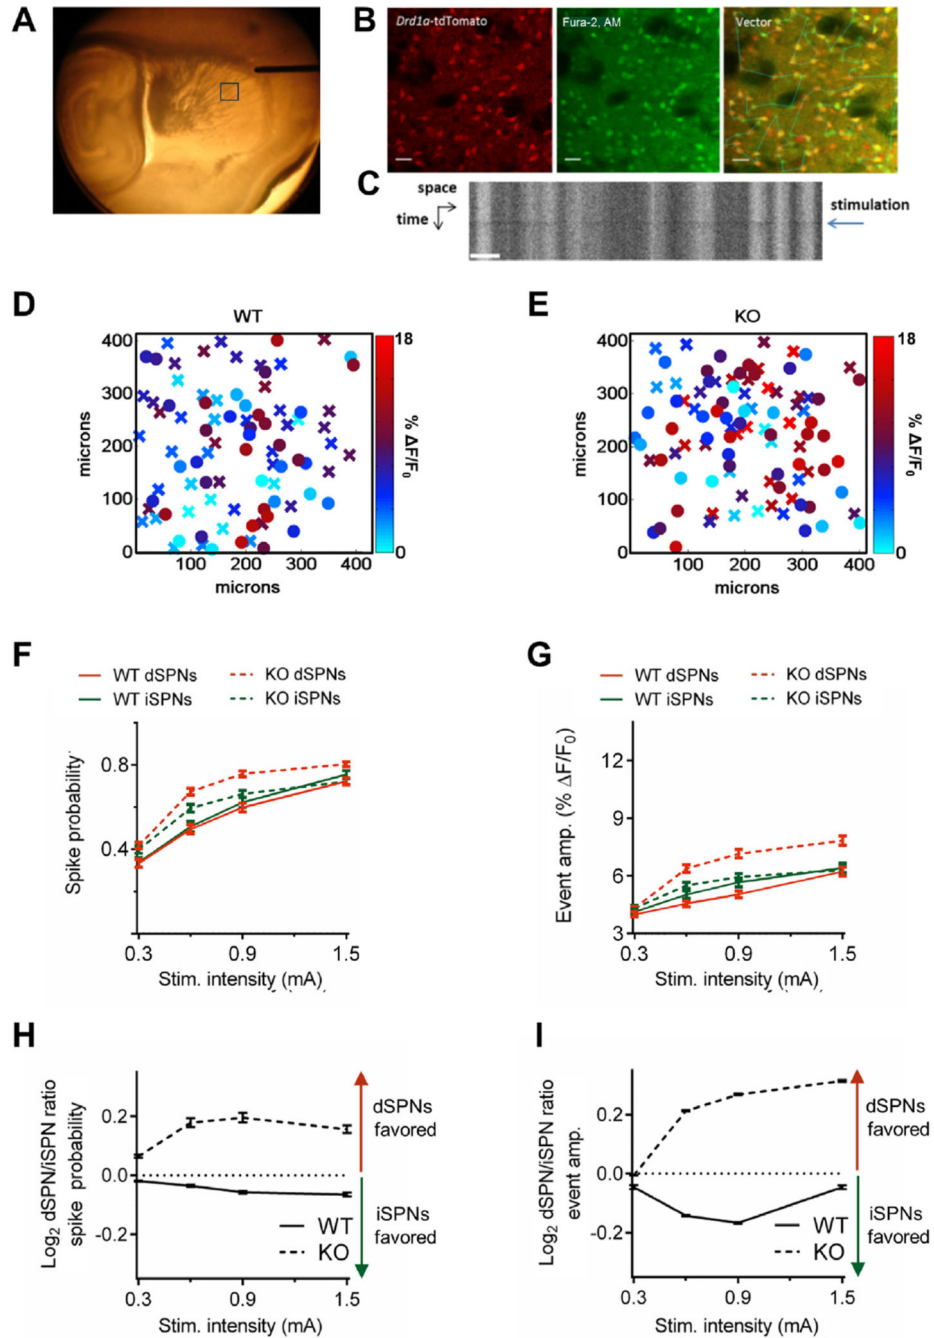 A
B
Drd1a-tdTomato
Fura-2, AM
Vector
C
space
time
stimulation
D
WT
400
300
200
100
0
microns
100 200 300 400
microns
18
% ΔF/F0
0
E
KO
400
300
200
100
0
microns
100 200 300 400
microns
18
% ΔF/F0
0
F
WT dSPNs
KO dSPNs
WT iSPNs
KO iSPNs
0.8
0.4
Spike probability
0.3 0.9 1.5
Stim. intensity (mA)
G
WT dSPNs
KO dSPNs
WT iSPNs
KO iSPNs
12
9
6
3
Event amp. (% ΔF/F0)
0.3 0.9 1.5
Stim. intensity (mA)
H
Log2 dSPN/iSPN ratio
spike probability
0.2
0.0
-0.2
dSPNs
favored
iSPNs
favored
WT
KO
0.3 0.9 1.5
Stim. intensity (mA)
I
Log2 dSPN/iSPN ratio
event amp.
0.2
0.0
-0.2
dSPNs
favored
iSPNs
favored
WT
KO
0.3 0.9 1.5
Stim. intensity (mA)